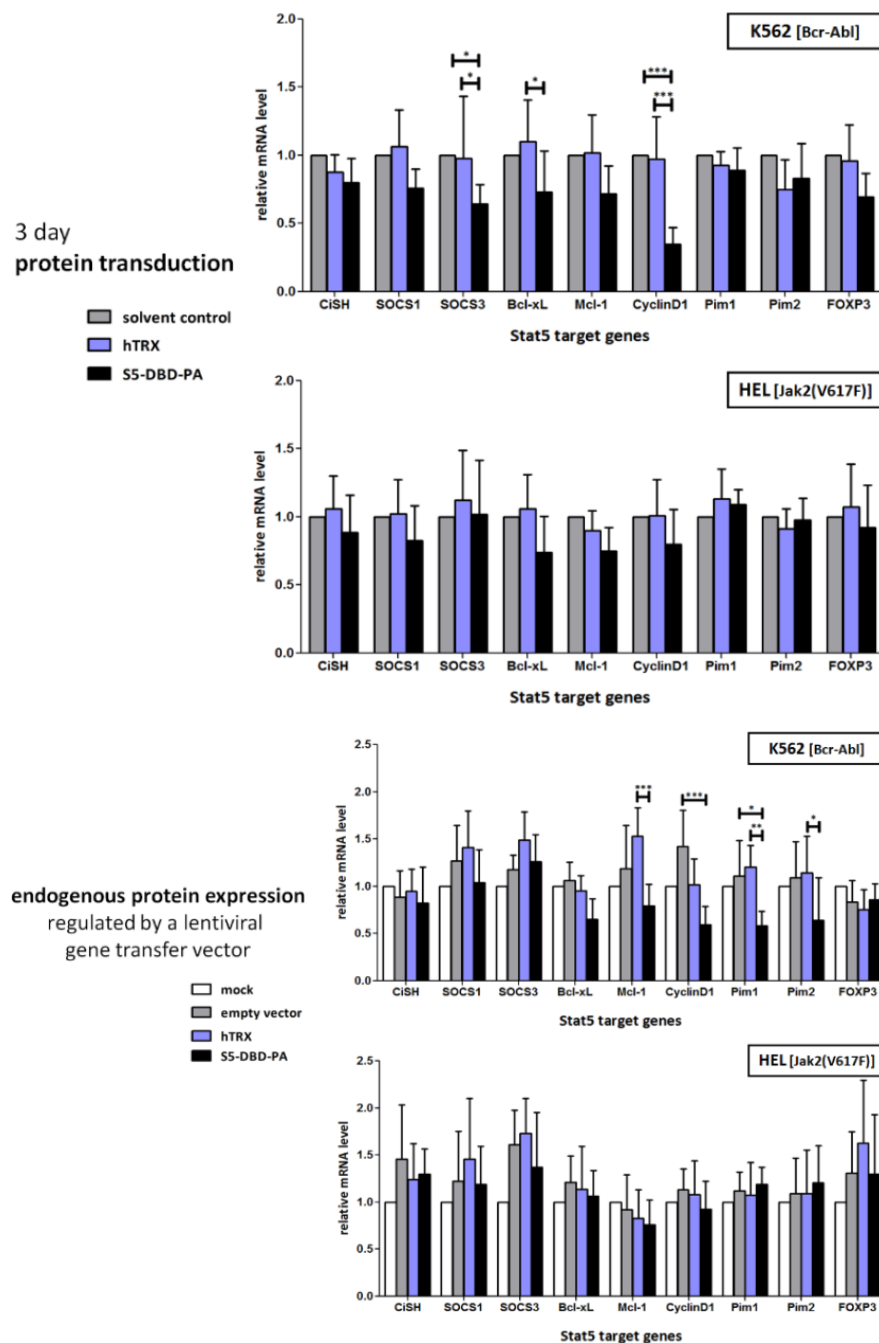 K562 [Bcr-Abl]
2.0
1.5
1.0
0.5
0.0
relative mRNA level
*
*
*
***
***
CiSH SOCS1 SOCS3 Bcl-xL Mcl-1 CyclinD1 Pim1 Pim2 FOXP3
Stat5 target genes
3 day
protein transduction
solvent control
hTRX
S5-DBD-PA
HEL [Jak2(V617F)]
2.0
1.5
1.0
0.5
0.0
relative mRNA level
CiSH SOCS1 SOCS3 Bcl-xL Mcl-1 CyclinD1 Pim1 Pim2 FOXP3
Stat5 target genes
K562 [Bcr-Abl]
2.5
2.0
1.5
1.0
0.5
0.0
relative mRNA level
***
***
*
**
*
CiSH SOCS1 SOCS3 Bcl-xL Mcl-1 CyclinD1 Pim1 Pim2 FOXP3
Stat5 target genes
endogenous protein expression
regulated by a lentiviral
gene transfer vector
mock
empty vector
hTRX
S5-DBD-PA
HEL [Jak2(V617F)]
2.5
2.0
1.5
1.0
0.5
0.0
relative mRNA level
CiSH SOCS1 SOCS3 Bcl-xL Mcl-1 CyclinD1 Pim1 Pim2 FOXP3
Stat5 target genes